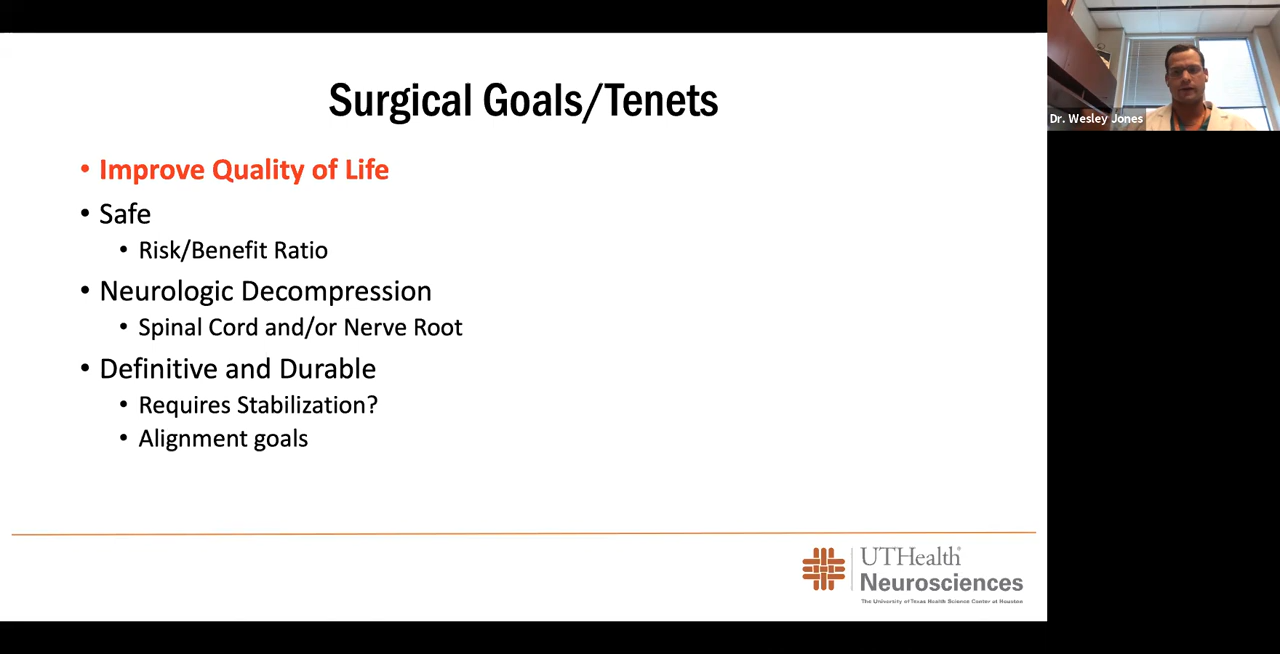 Surgical Goals/Tenets
• Improve Quality of Life
• Safe
• Risk/Benefit Ratio
• Neurologic Decompression
• Spinal Cord and/or Nerve Root
• Definitive and Durable
• Requires Stabilization?
• Alignment goals
UTHealth®
Neurosciences
The University of Texas Health Science Center at Houston
Dr. Wesley Jones